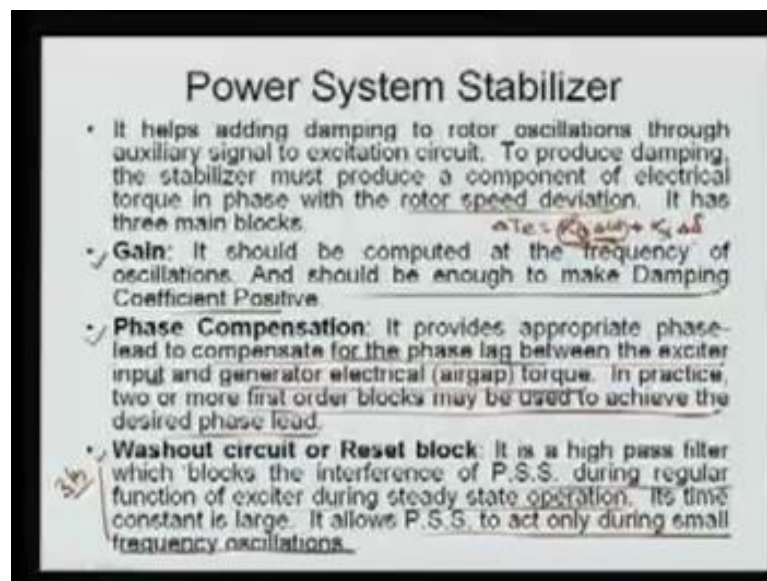 Power System Stabilizer
• It helps adding damping to rotor oscillations through
auxiliary signal to excitation circuit. To produce damping,
the stabilizer must produce a component of electrical
torque in phase with the rotor speed deviation. It has
three main blocks
ΔTe = KD Δω + Ks Δδ
• Gain: It should be computed at the frequency of
oscillations. And should be enough to make Damping
Coefficient Positive.
• Phase Compensation: It provides appropriate phase-
lead to compensate for the phase lag between the exciter
input and generator electrical (airgap) torque. In practice,
two or more first order blocks may be used to achieve the
desired phase lead.
• Washout circuit or Reset block: It is a high pass filter
which blocks the interference of P.S.S. during regular
function of exciter during steady state operation. Its time
constant is large. It allows P.S.S. to act only during small
frequency oscillations.